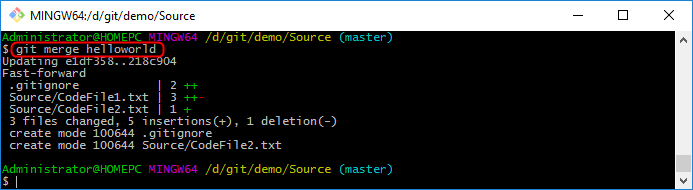 MINGW64:/d/git/demo/Source
Administrator@HOMEPC MINGW64 /d/git/demo/Source (master)
$ git merge helloworld
Updating e1df358..218c904
Fast-forward
 .gitignore           | 2 ++
 Source/CodeFile1.txt | 3 ++-
 Source/CodeFile2.txt | 1 +
 3 files changed, 5 insertions(+), 1 deletion(-)
 create mode 100644 .gitignore
 create mode 100644 Source/CodeFile2.txt
Administrator@HOMEPC MINGW64 /d/git/demo/Source (master)
$